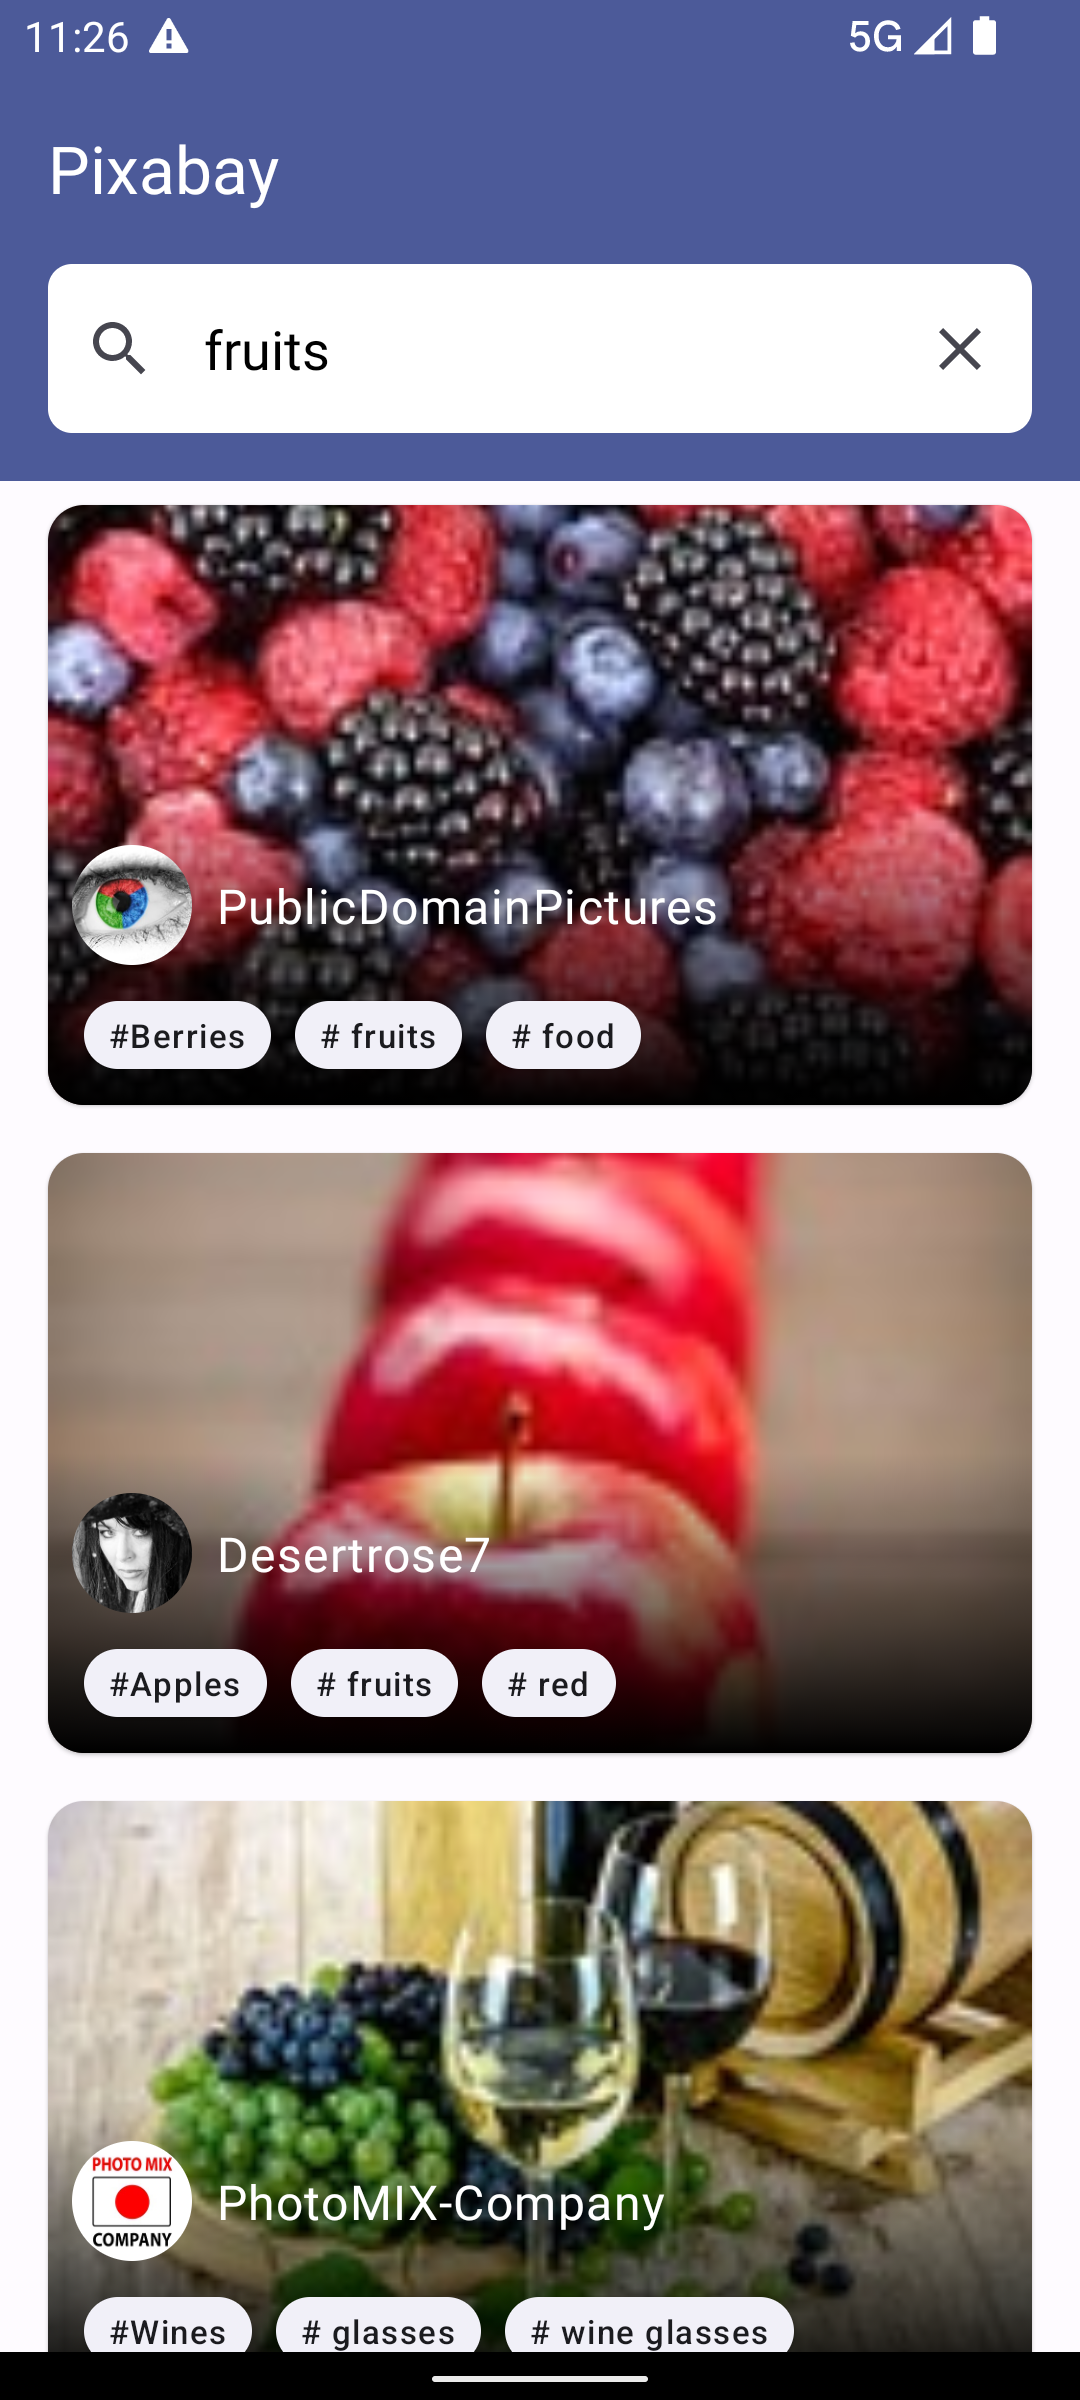 11:26 5G
Pixabay
fruits
PublicDomainPictures
#Berries # fruits # food
Desertrose7
#Apples # fruits # red
PHOTO MIX
COMPANY
PhotoMIX-Company
#Wines # glasses # wine glasses